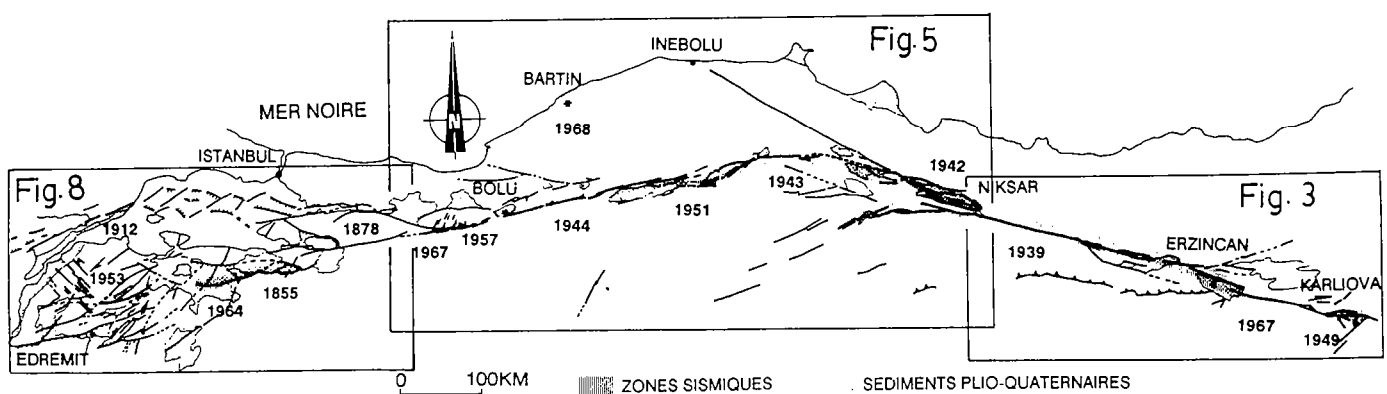 Fig.5
INEBOLU
BARTIN
MER NOIRE
1968
ISTANBUL
1942
Fig.8
BOLU
1943
NIKSAR
Fig.3
1912
1878
1944
1951
1967
1957
1939
ERZINCAN
1953
1855
KARLIOVA
1964
1967
1949
EDREMIT
0 100KM
ZONES SISMIQUES
SEDIMENTS PLIO-QUATERNAIRES
N